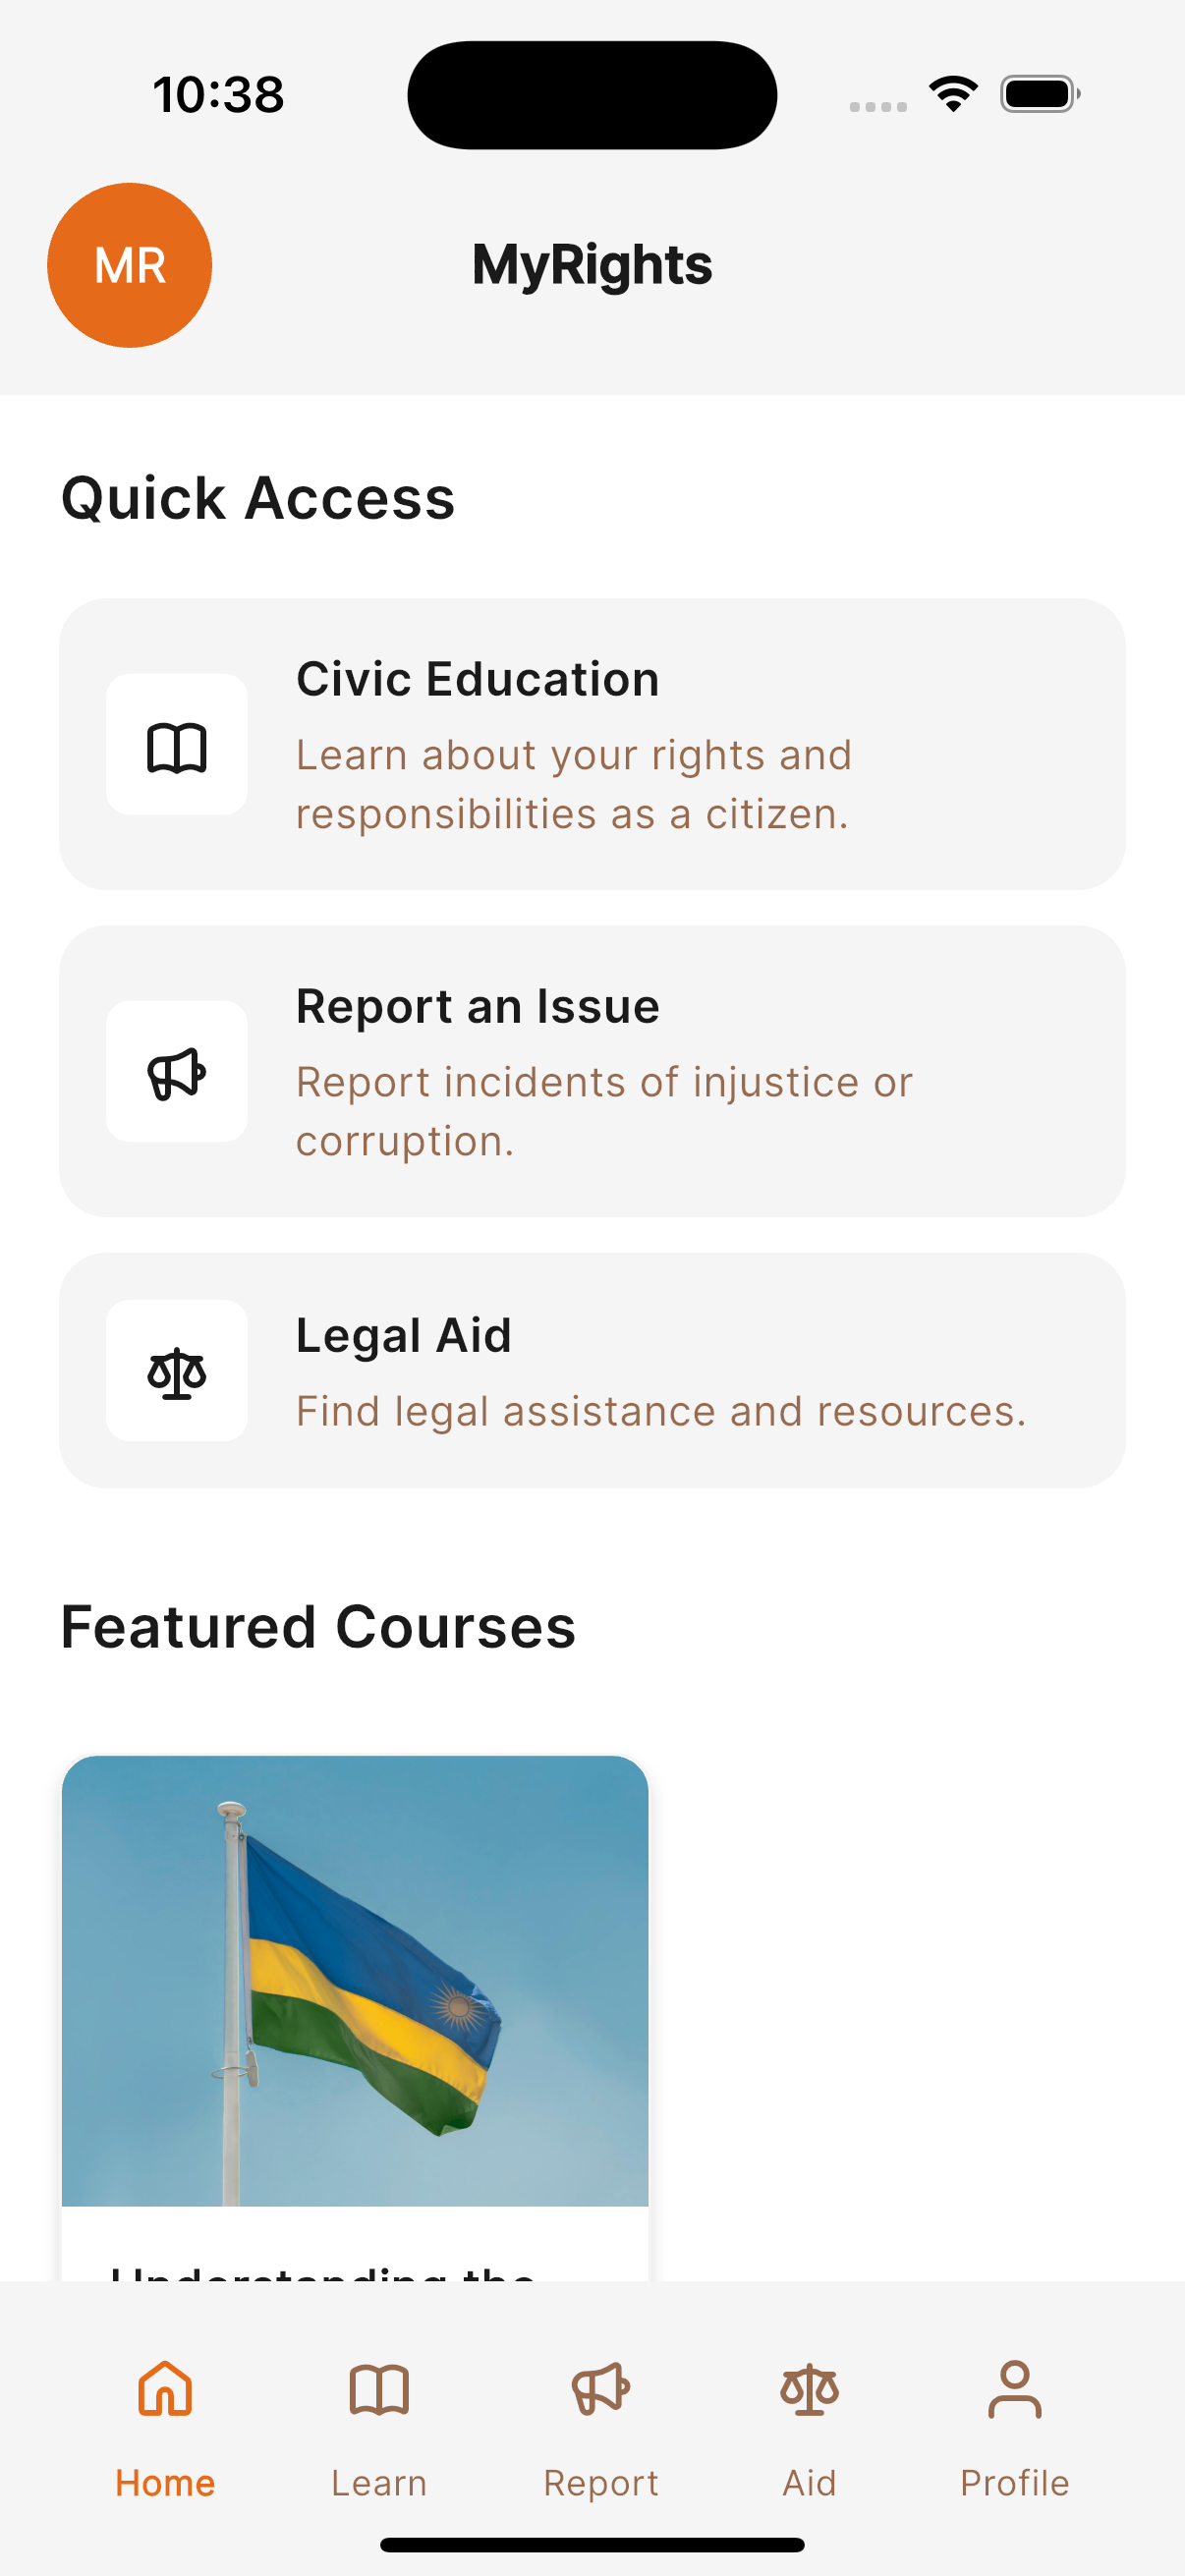 10:38
MR
MyRights
Quick Access
Civic Education
Learn about your rights and
responsibilities as a citizen.
Report an Issue
Report incidents of injustice or
corruption.
Legal Aid
Find legal assistance and resources.
Featured Courses
Understanding the
Home
Learn
Report
Aid
Profile